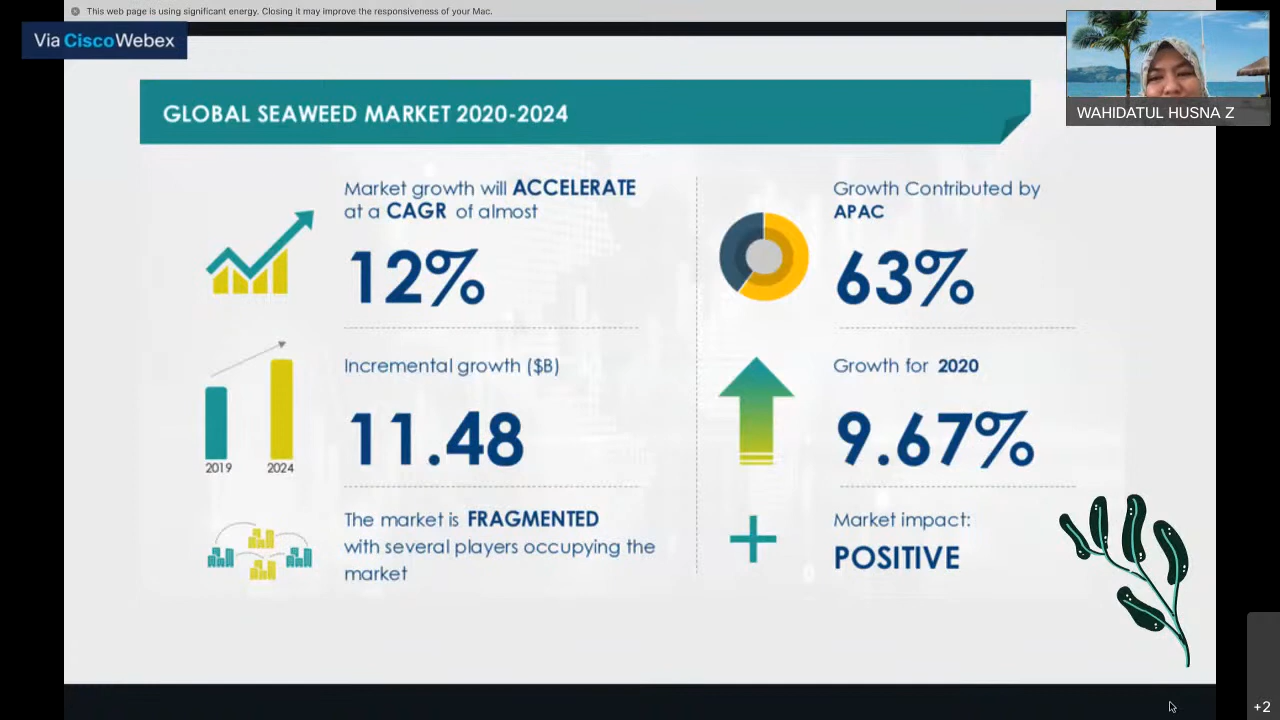 This web page is using significant energy. Closing it may improve the responsiveness of your Mac.
Via Cisco Webex
WAHIDATUL HUSNA Z
GLOBAL SEAWEED MARKET 2020-2024
Market growth will ACCELERATE
at a CAGR of almost
12%
Growth Contributed by
APAC
63%
Incremental growth ($B)
11.48
2019 2024
Growth for 2020
9.67%
The market is FRAGMENTED
with several players occupying the
market
Market impact:
POSITIVE
+2